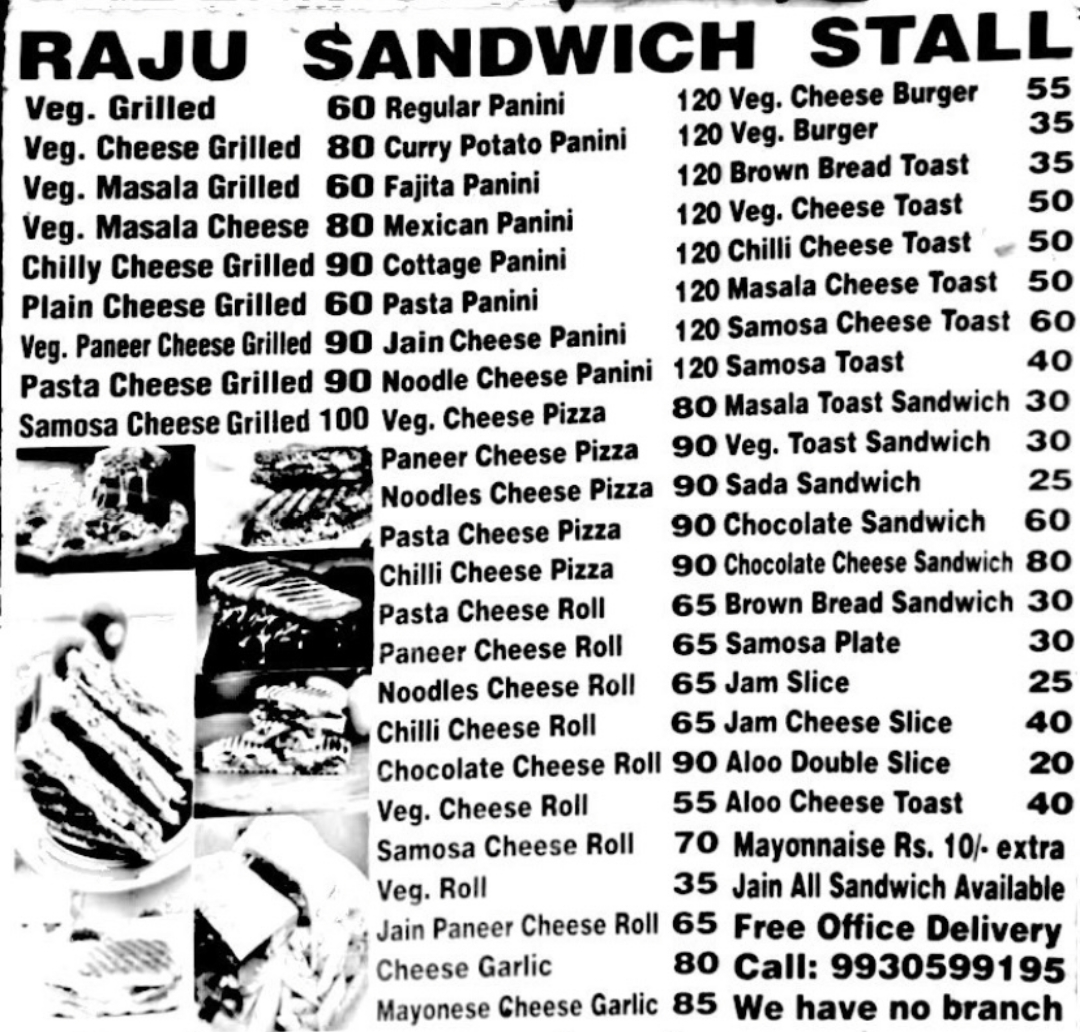 RAJU SANDWICH STALL
Veg. Grilled 60
Veg. Cheese Grilled 80
Veg. Masala Grilled 60
Veg. Masala Cheese 80
Chilly Cheese Grilled 90
Plain Cheese Grilled 60
Veg. Paneer Cheese Grilled 90
Pasta Cheese Grilled 90
Samosa Cheese Grilled 100
Regular Panini 120
Curry Potato Panini 120
Fajita Panini 120
Mexican Panini 120
Cottage Panini 120
Pasta Panini 120
Jain Cheese Panini 120
Noodle Cheese Panini 120
Veg. Cheese Pizza 80
Paneer Cheese Pizza 90
Noodles Cheese Pizza 90
Pasta Cheese Pizza 90
Chilli Cheese Pizza 90
Pasta Cheese Roll 65
Paneer Cheese Roll 65
Noodles Cheese Roll 65
Chilli Cheese Roll 65
Chocolate Cheese Roll 90
Veg. Cheese Roll 55
Samosa Cheese Roll 70
Veg. Roll 35
Jain Paneer Cheese Roll 65
Cheese Garlic 80
Mayonese Cheese Garlic 85
Veg. Cheese Burger 55
Veg. Burger 35
Brown Bread Toast 35
Veg. Cheese Toast 50
Chilli Cheese Toast 50
Masala Cheese Toast 50
Samosa Cheese Toast 60
Samosa Toast 40
Masala Toast Sandwich 30
Veg. Toast Sandwich 30
Sada Sandwich 25
Chocolate Sandwich 60
Chocolate Cheese Sandwich 80
Brown Bread Sandwich 30
Samosa Plate 30
Jam Slice 25
Jam Cheese Slice 40
Aloo Double Slice 20
Aloo Cheese Toast 40
Mayonnaise Rs. 10/- extra
Jain All Sandwich Available
Free Office Delivery
Call: 9930599195
We have no branch